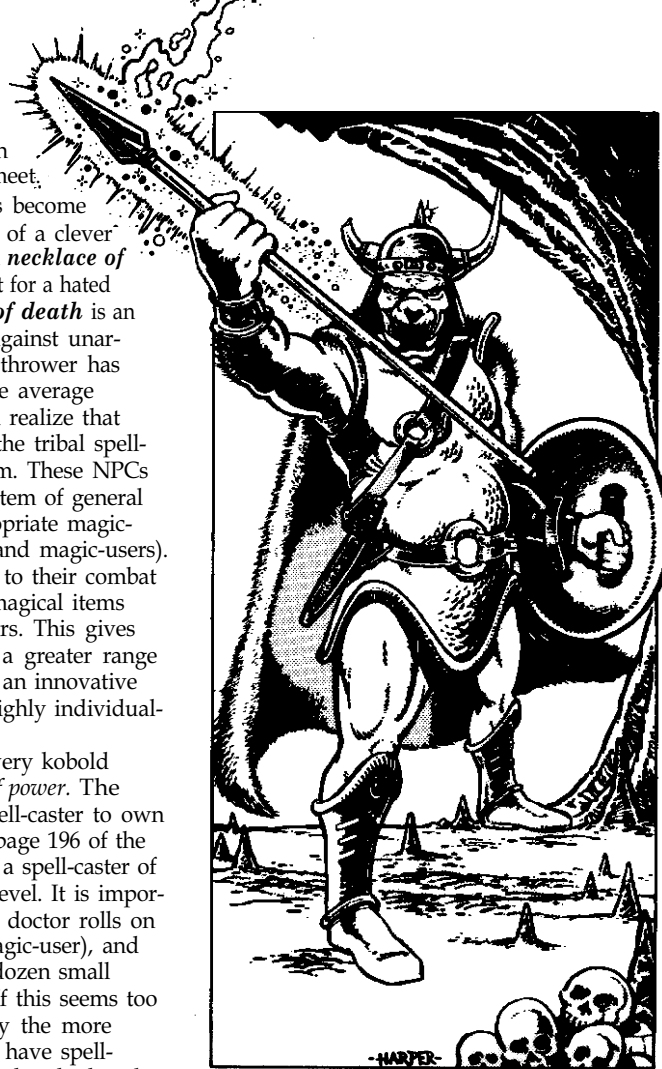 neet.
s become
of a clever
necklace of
t for a hated
of death is an
gainst unar-
thrower has
e average
realize that
the tribal spell-
m. These NPCs
tem of general
opriate magic-
and magic-users).
to their combat
magical items
rs. This gives
a greater range
an innovative
ighly individual-
very kobold
f power. The
ell-caster to own
page 196 of the
a spell-caster of
evel. It is impor-
doctor rolls on
agic-user), and
dozen small
f this seems too
y the more
have spell-
-HARPER-